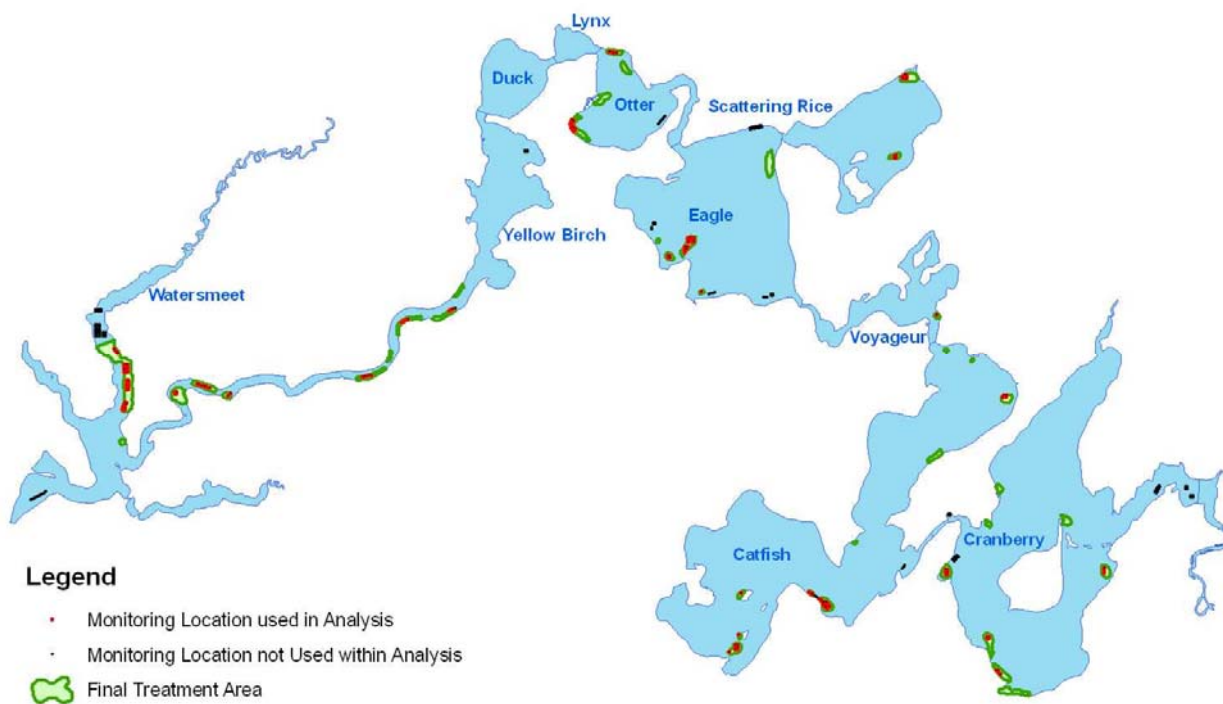 Lynx
Duck
Otter
Scattering Rice
Eagle
Yellow Birch
Watersmeet
Voyageur
Catfish
Cranberry
Legend
Monitoring Location used in Analysis
Monitoring Location not Used within Analysis
Final Treatment Area